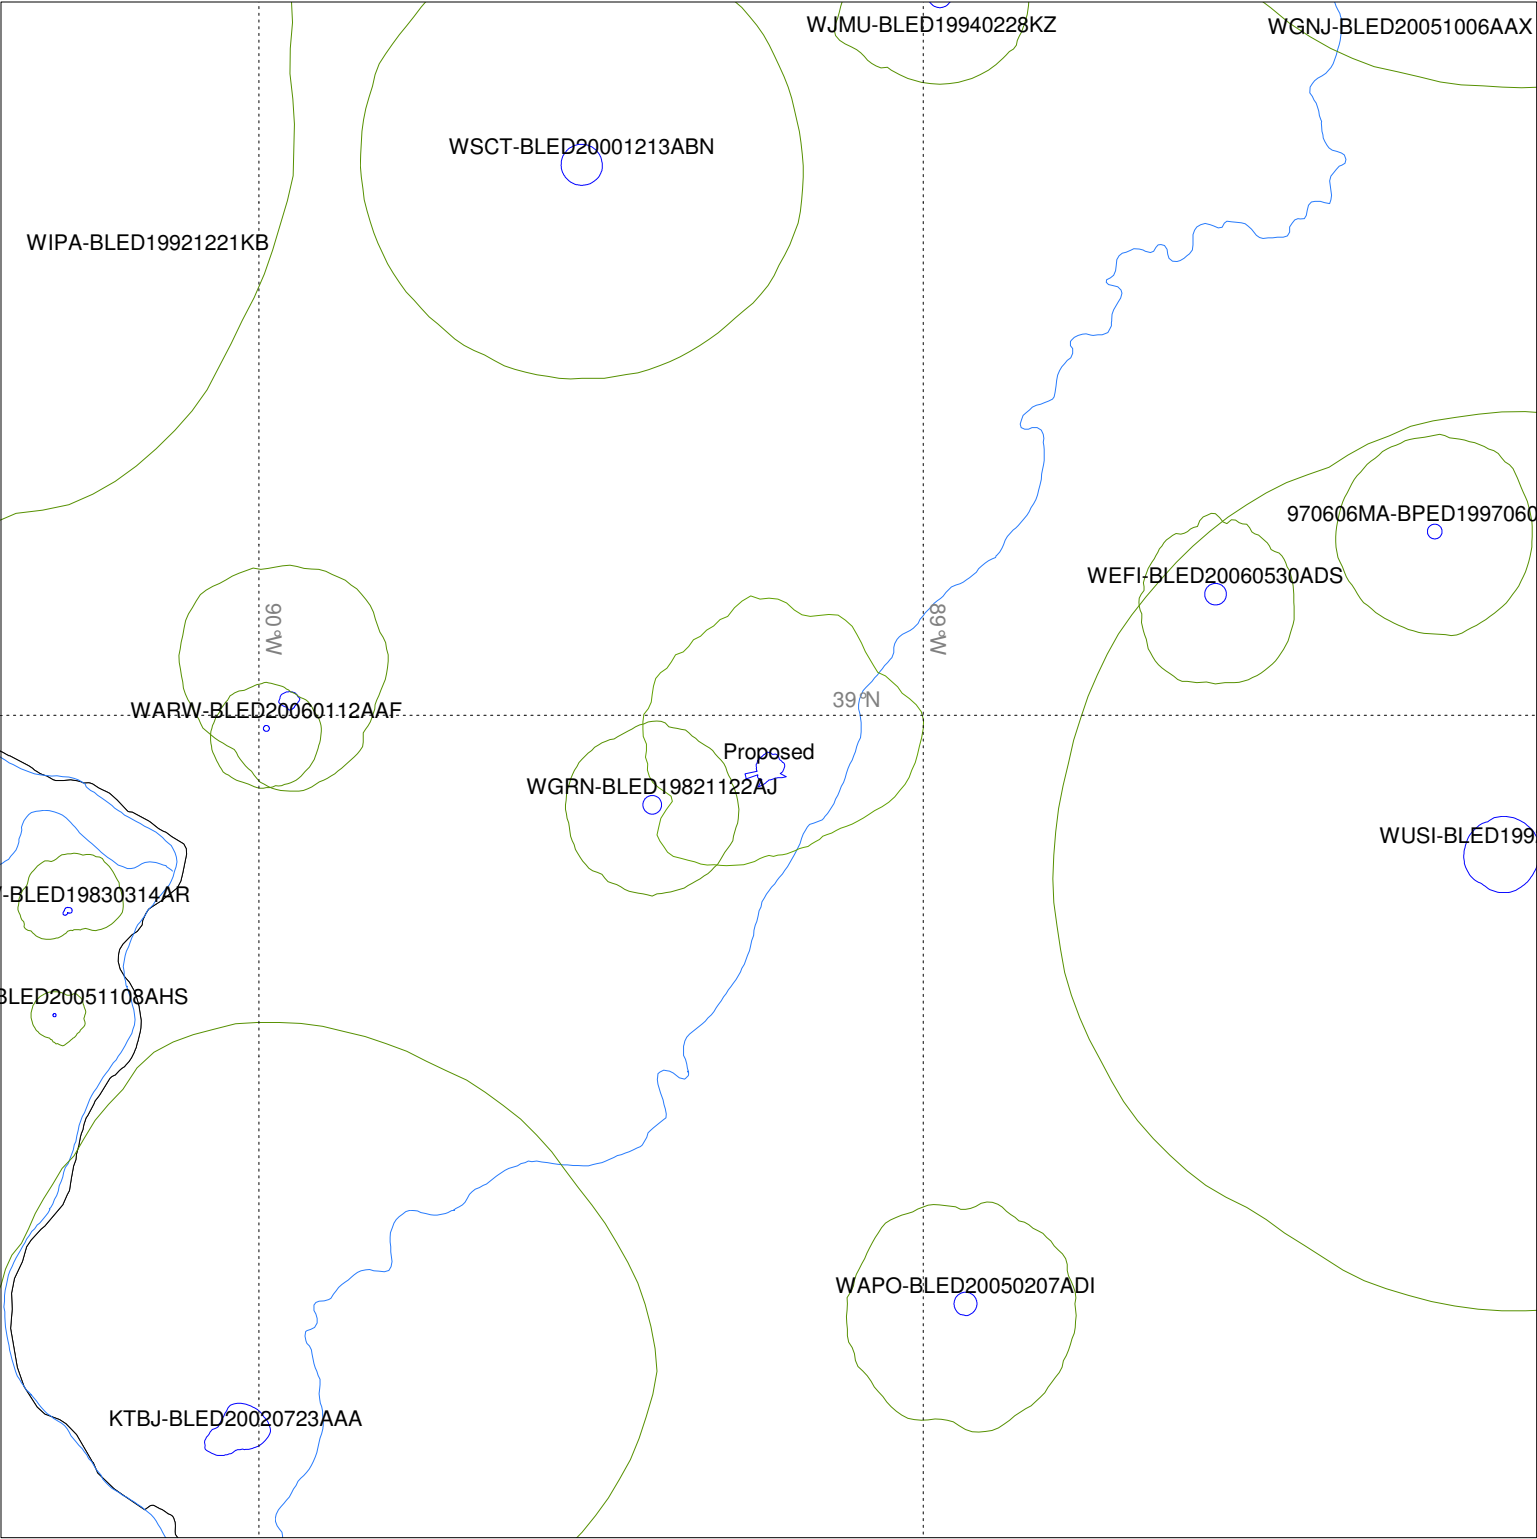 WJMU-BLED19940228KZ
WGNJ-BLED20051006AAX
WSCT-BLED20001213ABN
WIPA-BLED19921221KB
970606MA-BPED1997060
WEFI-BLED20060530ADS
90°W
89°W
39°N
WARW-BLED20060112AAF
Proposed
WGRN-BLED19821122AJ
WUSI-BLED199
-BLED19830314AR
BLED20051108AHS
WAPO-BLED20050207ADI
KTBJ-BLED20020723AAA